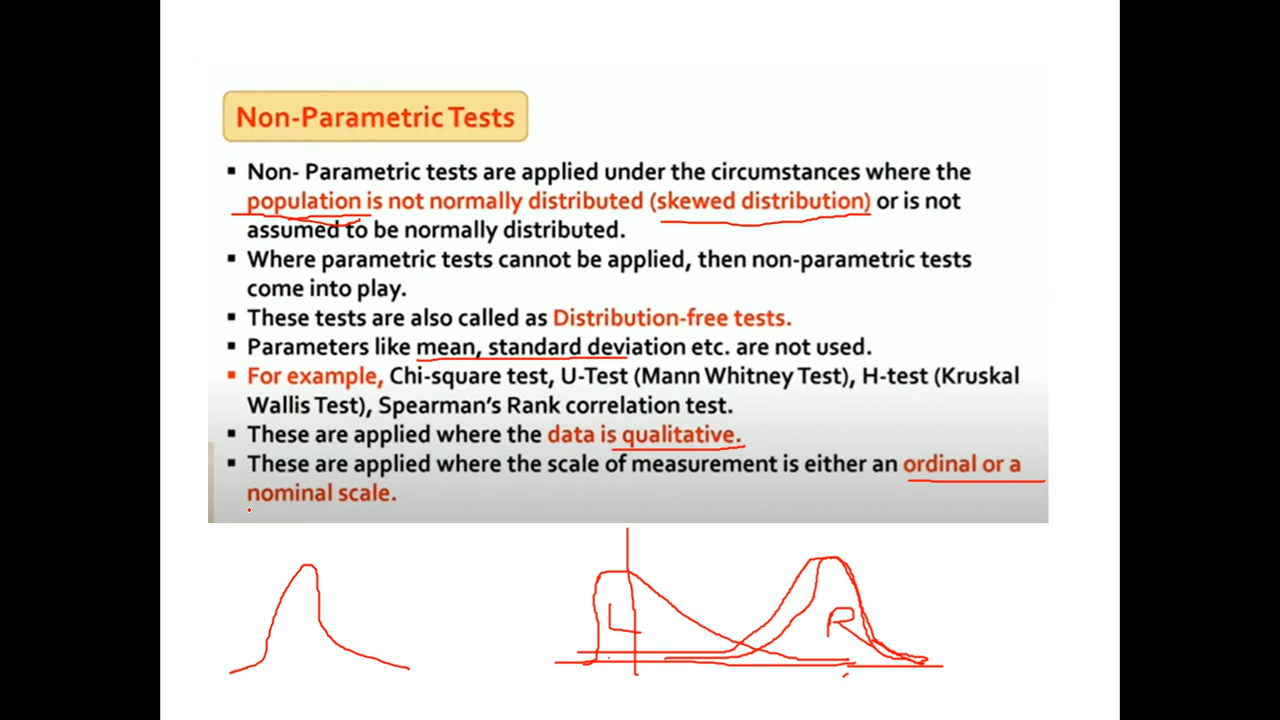 Non-Parametric Tests
▪ Non- Parametric tests are applied under the circumstances where the
population is not normally distributed (skewed distribution) or is not
assumed to be normally distributed.
▪ Where parametric tests cannot be applied, then non-parametric tests
come into play.
▪ These tests are also called as Distribution-free tests.
▪ Parameters like mean, standard deviation etc. are not used.
▪ For example, Chi-square test, U-Test (Mann Whitney Test), H-test (Kruskal
Wallis Test), Spearman's Rank correlation test.
▪ These are applied where the data is qualitative.
▪ These are applied where the scale of measurement is either an ordinal or a
nominal scale.
L
R